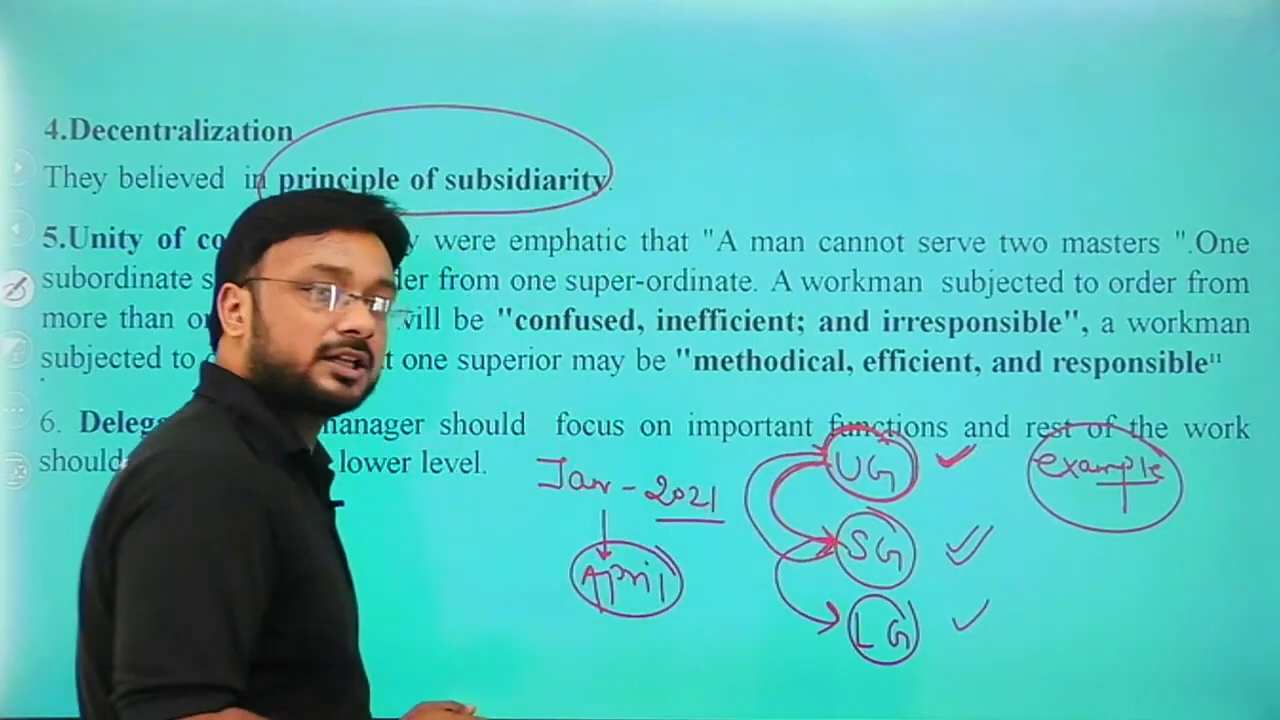 4.Decentralization
They believed in principle of subsidiarity.
5.Unity of co were emphatic that "A man cannot serve two masters ".One
subordinate from one super-ordinate. A workman subjected to order from
more than will be "confused, inefficient; and irresponsible", a workman
subjected to one superior may be "methodical, efficient, and responsible"
6. manager should focus on important functions and rest of the work
should lower level.
Jan - 2021
April
UG
SG
LG
example